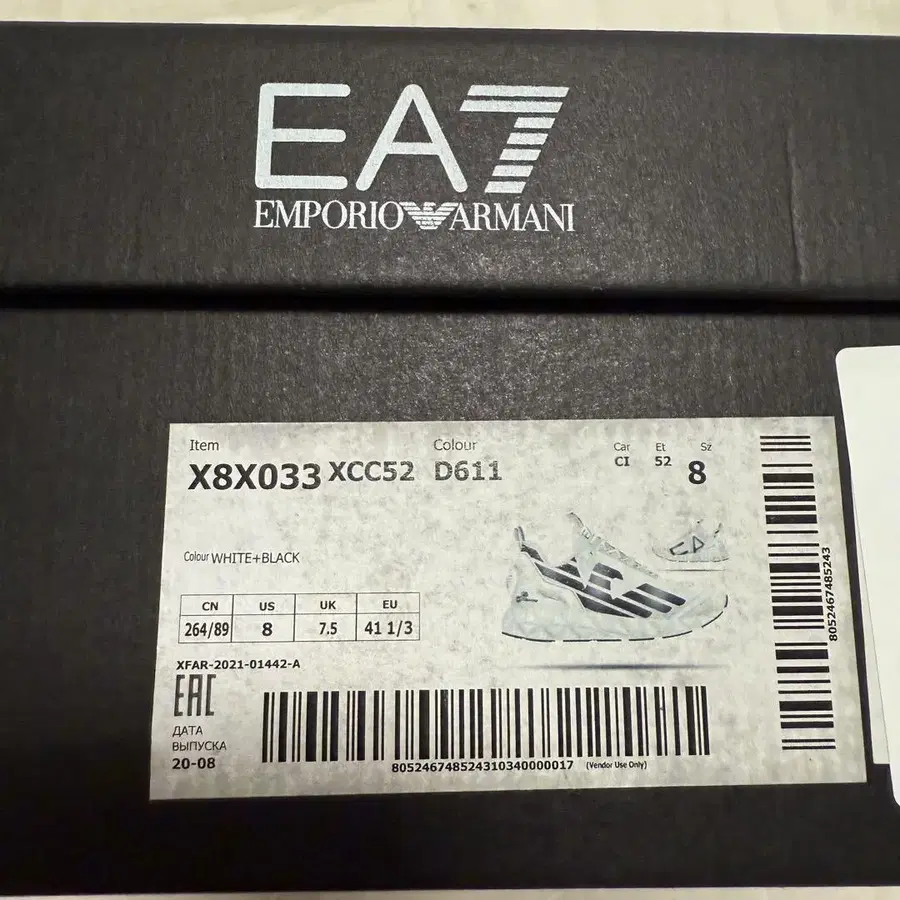 EA7
EMPORIO ARMANI
Item Colour Car Et Sz
X8X033 XCC52 D611 CI 52 8
Colour WHITE+BLACK
CN US UK EU
264/89 8 7.5 41 1/3
XFAR-2021-01442-A
EAC
ДАТА
ВЫПУСКА
20-08
805246748524310340000017 (Vendor Use Only)
8052467485243